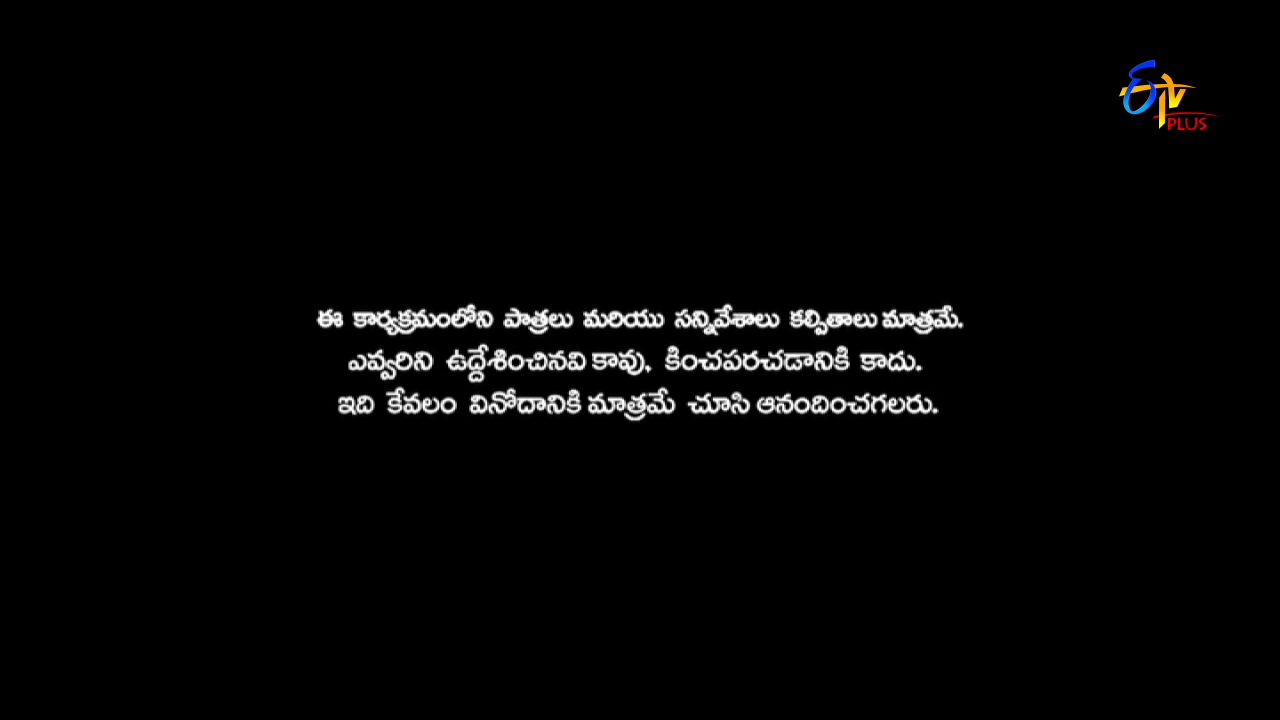 ETV
PLUS
ఈ కార్యక్రమంలోని పాత్రలు మరియు సన్నివేశాలు కల్పితాలు మాత్రమే.
ఎవ్వరిని ఉద్దేశించినవి కావు. కించపరచడానికి కాదు.
ఇది కేవలం వినోదానికి మాత్రమే చూసి ఆనందించగలరు.